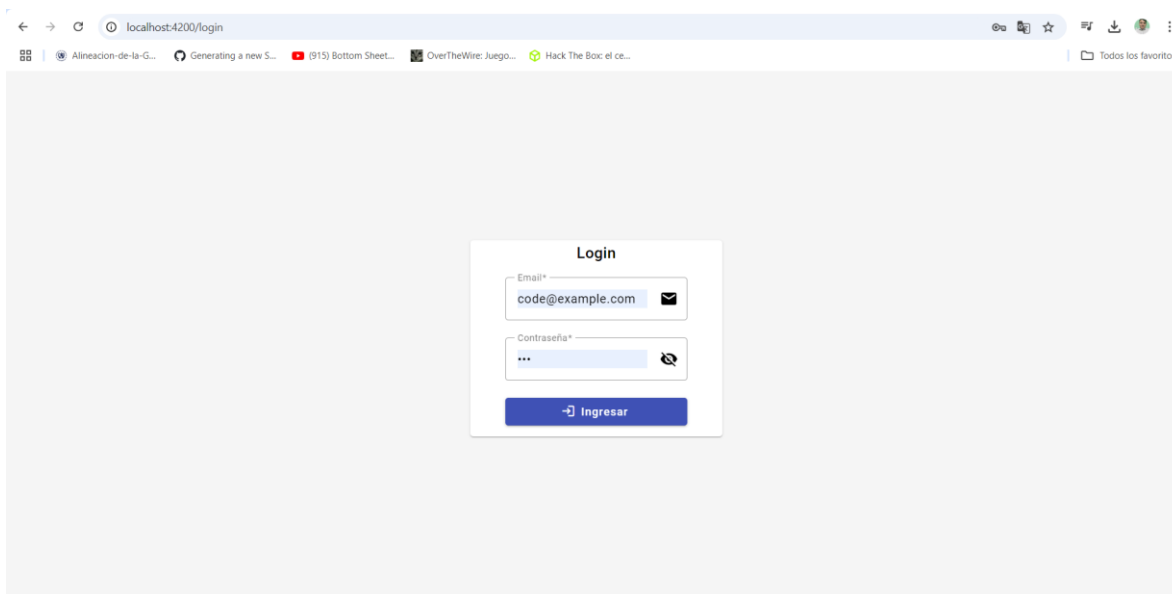 localhost:4200/login
Alineacion-de-la-G... Generating a new S... (915) Bottom Sheet... OverTheWire: Juego... Hack The Box: el ce... Todos los favorito
Login
Email*
code@example.com
Contraseña*
•••
Ingresar